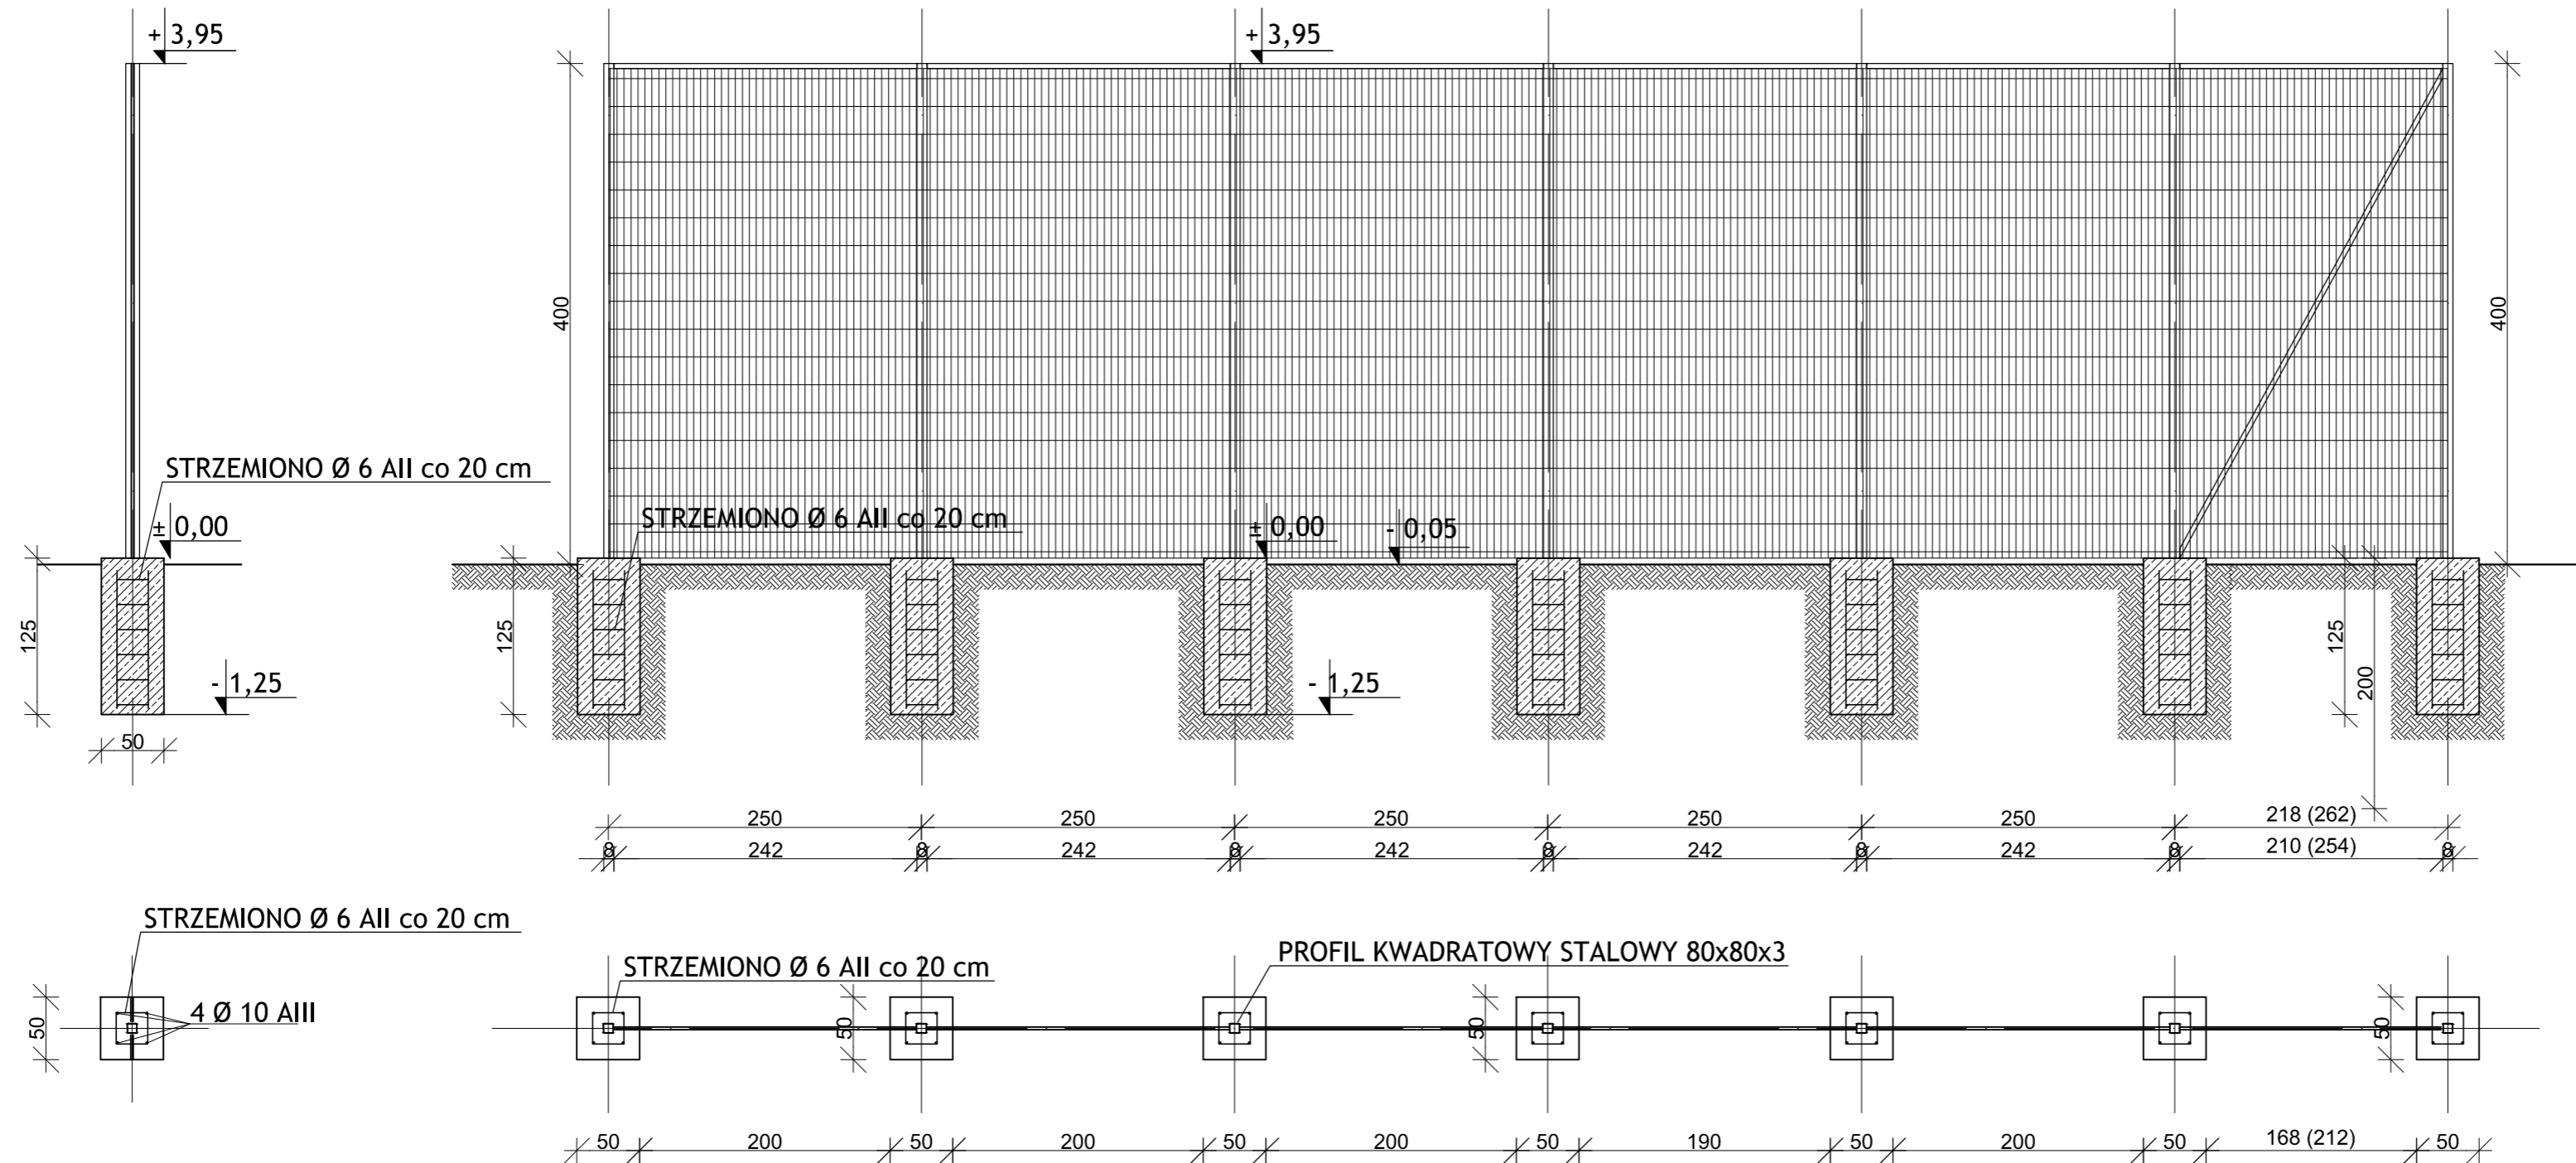 + 3,95
+ 3,95
400
400
STRZEMIONO Ø 6 AII co 20 cm
STRZEMIONO Ø 6 AII co 20 cm
± 0,00
± 0,00
- 0,05
125
125
125
200
- 1,25
- 1,25
50
250 250 250 250 250 218 (262)
8 242 8 242 8 242 8 242 8 242 8 210 (254) 8
STRZEMIONO Ø 6 AII co 20 cm
STRZEMIONO Ø 6 AII co 20 cm
PROFIL KWADRATOWY STALOWY 80x80x3
4 Ø 10 AIII
50
50
50
50
50 200 50 200 50 200 50 190 50 200 50 168 (212) 50